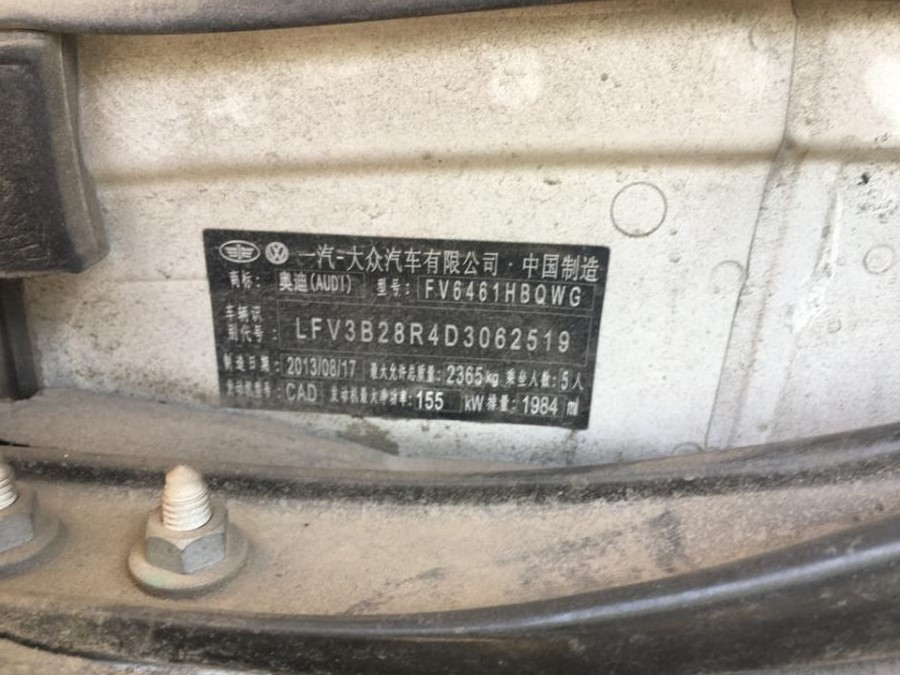 一汽-大众汽车有限公司·中国制造
商标: 奥迪(AUDI) 型号: FV6461HBQWG
车辆识
别代号: LFV3B28R4D3062519
制造日期: 2013/08/17 最大允许总质量: 2365kg 乘坐人数: 5人
发动机型号: CAD 发动机最大净功率: 155 kW 排量: 1984 ml